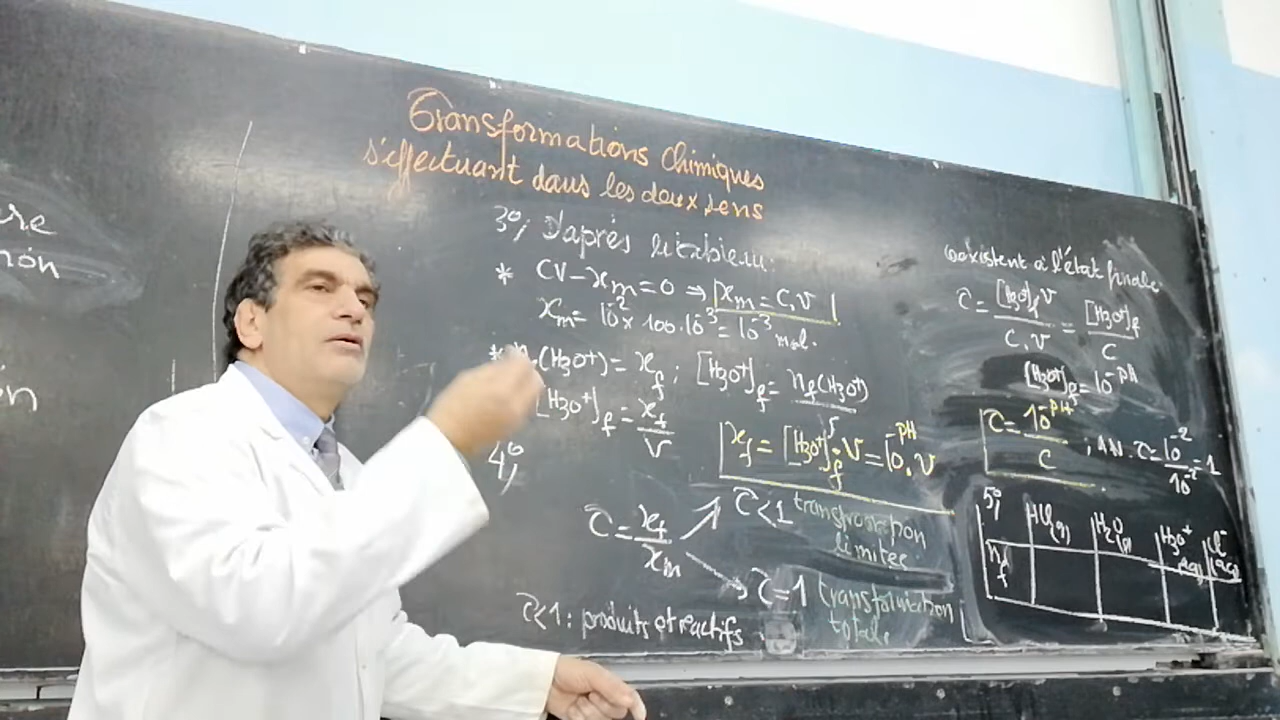 Transformations chimiques
s'effectuant dans les deux sens
3°/ D'après le tableau:
* CV - xm = 0 ⇒ xm = C.V
xm = 10^-2 x 100.10^-3 = 10^-3 mol.
(H3O+) = xf ; [H3O+]f = nf(H3O+)
[H3O+]f = xf/V
xf = [H3O+]f . V = 10^-pH . V
4°/
τ = xf/xm
τ<1
limitée
τ=1 transformation
totale
τ<1 : produits et réactifs
coexistent à l'état finale
τ = [H3O+]f V / C.V = [H3O+]f / C
[H3O+]f = 10^-pH
τ = 10^-pH / C ; AN. τ = 10^-2 / 10^-2 = 1
5°/ HCl(g) H2O(l) H3O+(aq) Cl-(aq)
nf